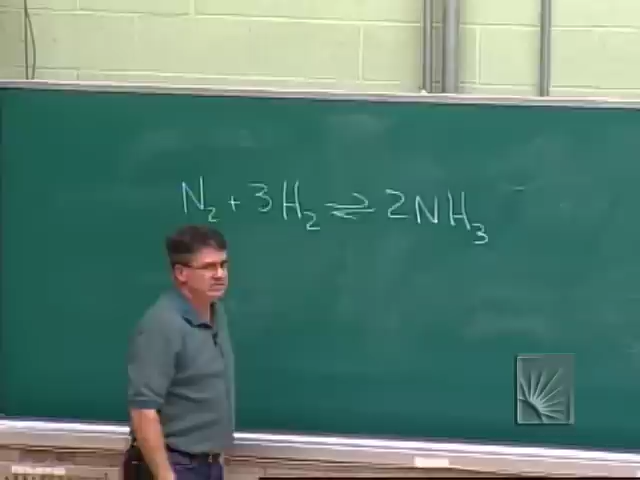 N₂ + 3H₂ ⇌ 2NH₃